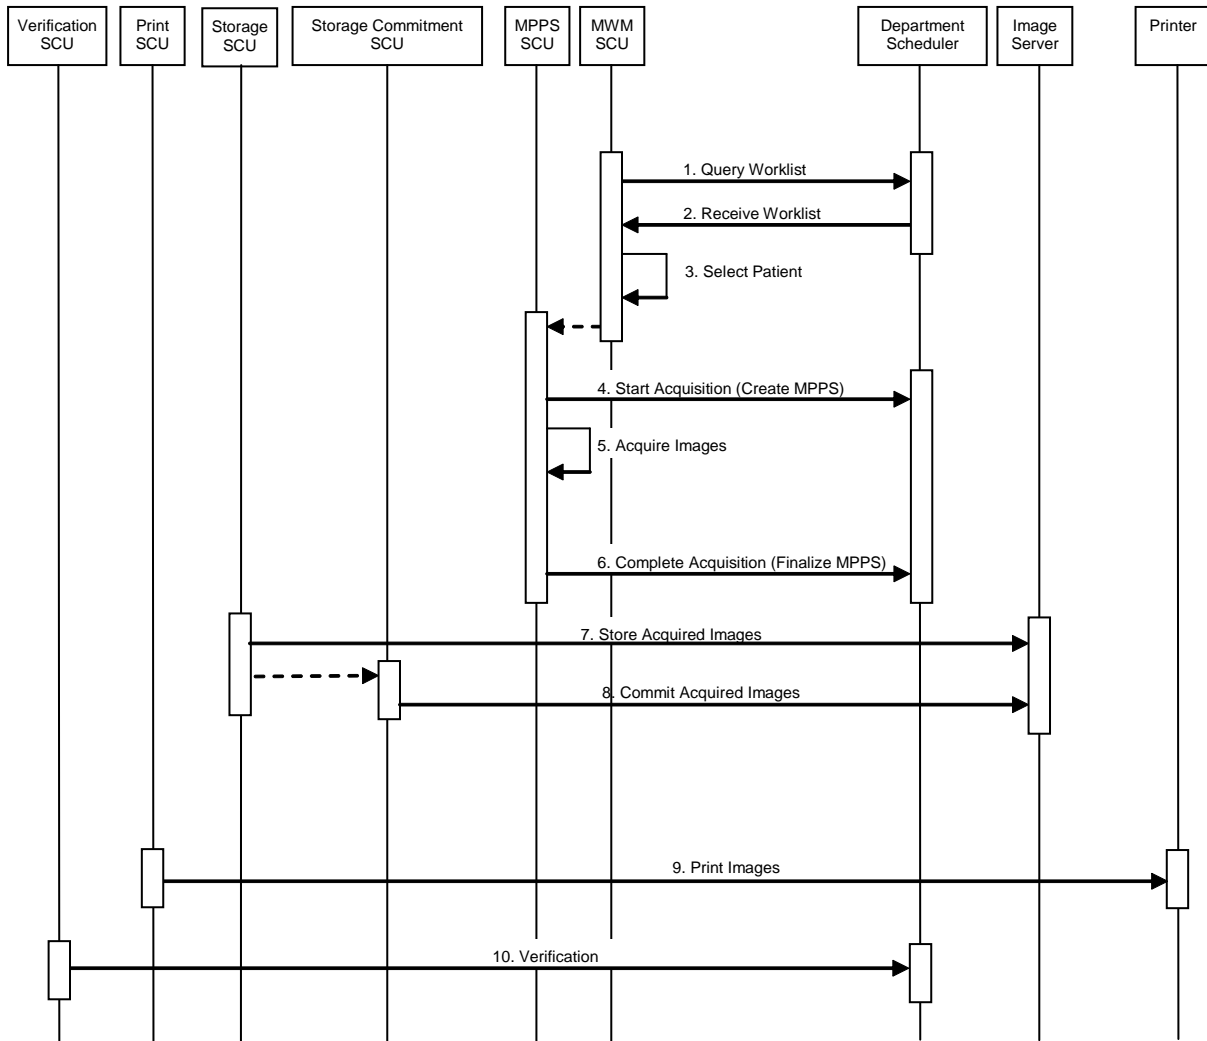 Verification
SCU
Print
SCU
Storage
SCU
Storage Commitment
SCU
MPPS
SCU
MWM
SCU
Department
Scheduler
Image
Server
Printer
1. Query Worklist
2. Receive Worklist
3. Select Patient
4. Start Acquisition (Create MPPS)
5. Acquire Images
6. Complete Acquisition (Finalize MPPS)
7. Store Acquired Images
8. Commit Acquired Images
9. Print Images
10. Verification